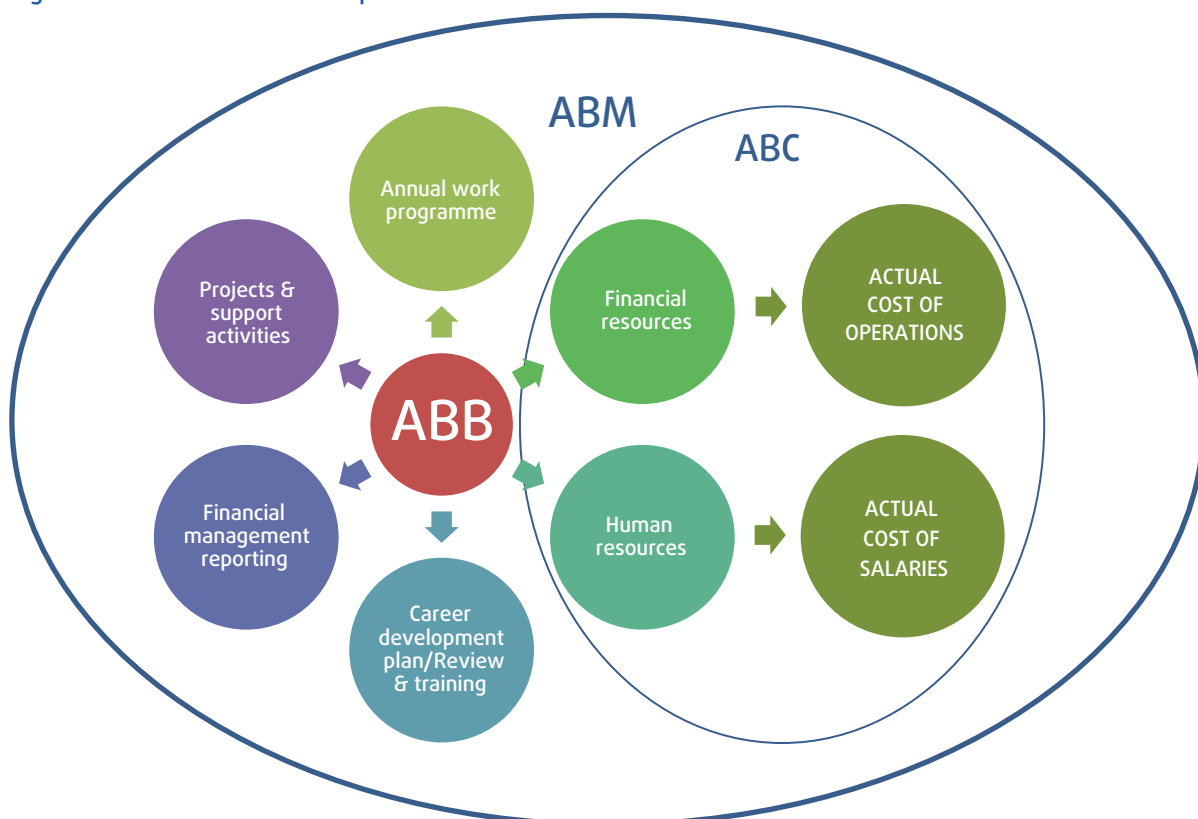 ABM
ABC
Annual work
programme
Projects &
support
activities
Financial
resources
ACTUAL
COST OF
OPERATIONS
ABB
Financial
management
reporting
Human
resources
ACTUAL
COST OF
SALARIES
Career
development
plan/Review
& training